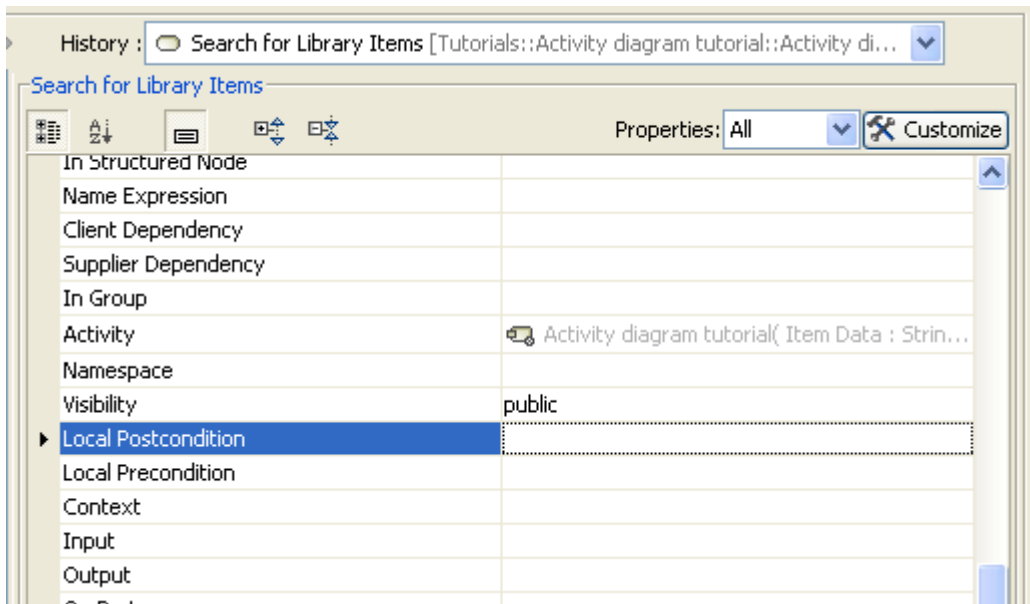 History : Search for Library Items [Tutorials::Activity diagram tutorial::Activity di...
Search for Library Items
Properties: All Customize
In Structured Node
Name Expression
Client Dependency
Supplier Dependency
In Group
Activity Activity diagram tutorial( Item Data : Strin...
Namespace
Visibility public
Local Postcondition
Local Precondition
Context
Input
Output